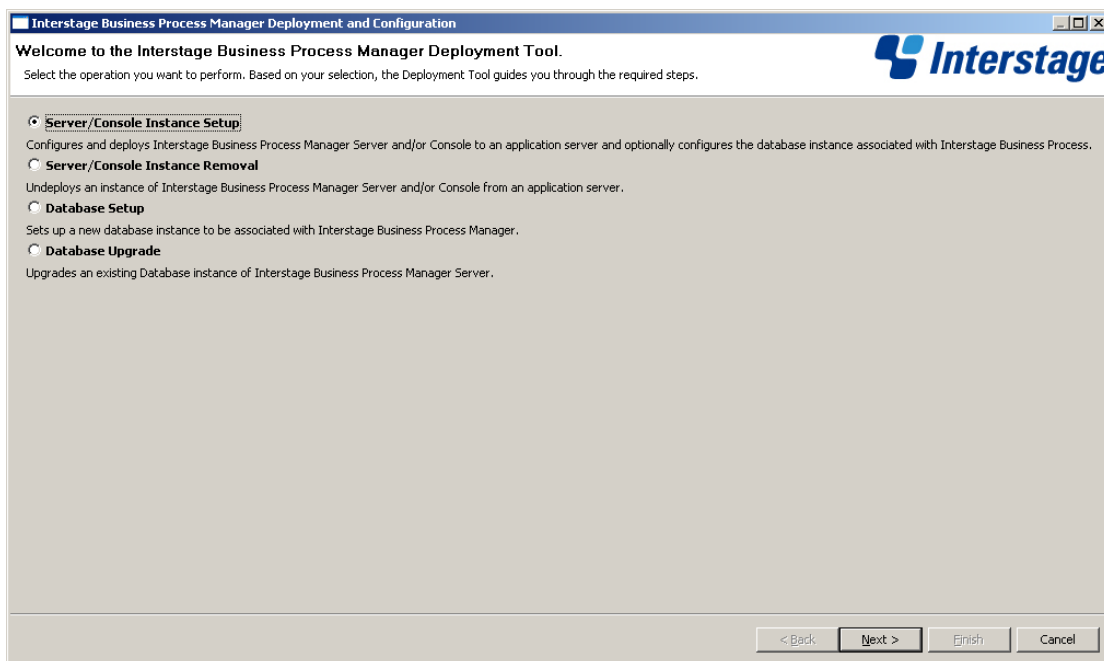 Interstage Business Process Manager Deployment and Configuration
Welcome to the Interstage Business Process Manager Deployment Tool.
Select the operation you want to perform. Based on your selection, the Deployment Tool guides you through the required steps.
Interstage
Server/Console Instance Setup
Configures and deploys Interstage Business Process Manager Server and/or Console to an application server and optionally configures the database instance associated with Interstage Business Process.
Server/Console Instance Removal
Undeploys an instance of Interstage Business Process Manager Server and/or Console from an application server.
Database Setup
Sets up a new database instance to be associated with Interstage Business Process Manager.
Database Upgrade
Upgrades an existing Database instance of Interstage Business Process Manager Server.
< Back Next > Finish Cancel